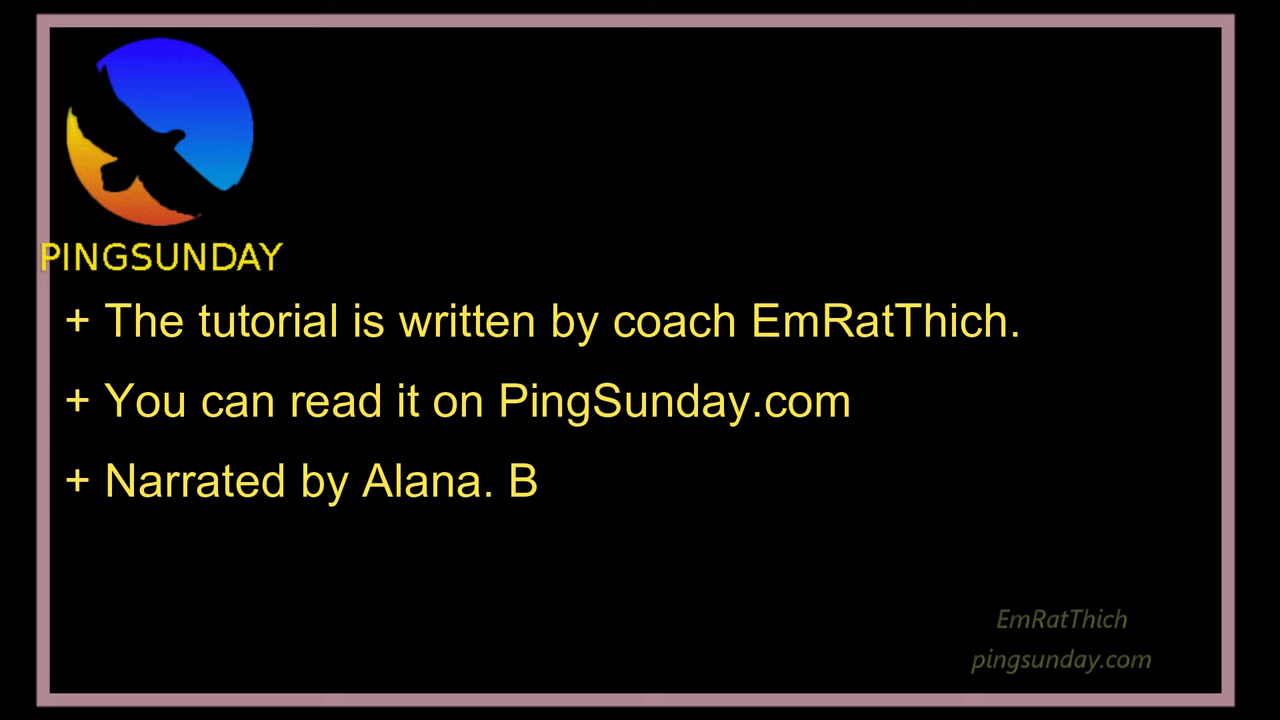 PINGSUNDAY
+ The tutorial is written by coach EmRatThich.
+ You can read it on PingSunday.com
+ Narrated by Alana. B
EmRatThich
pingsunday.com